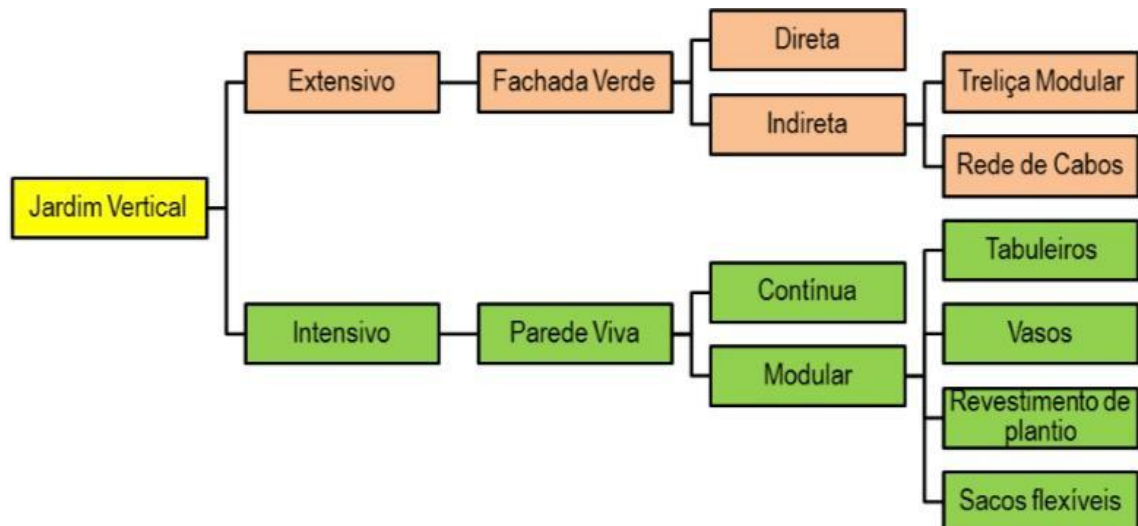 Jardim Vertical
Extensivo
Fachada Verde
Direta
Indireta
Treliça Modular
Rede de Cabos
Intensivo
Parede Viva
Contínua
Modular
Tabuleiros
Vasos
Revestimento de
plantio
Sacos flexíveis